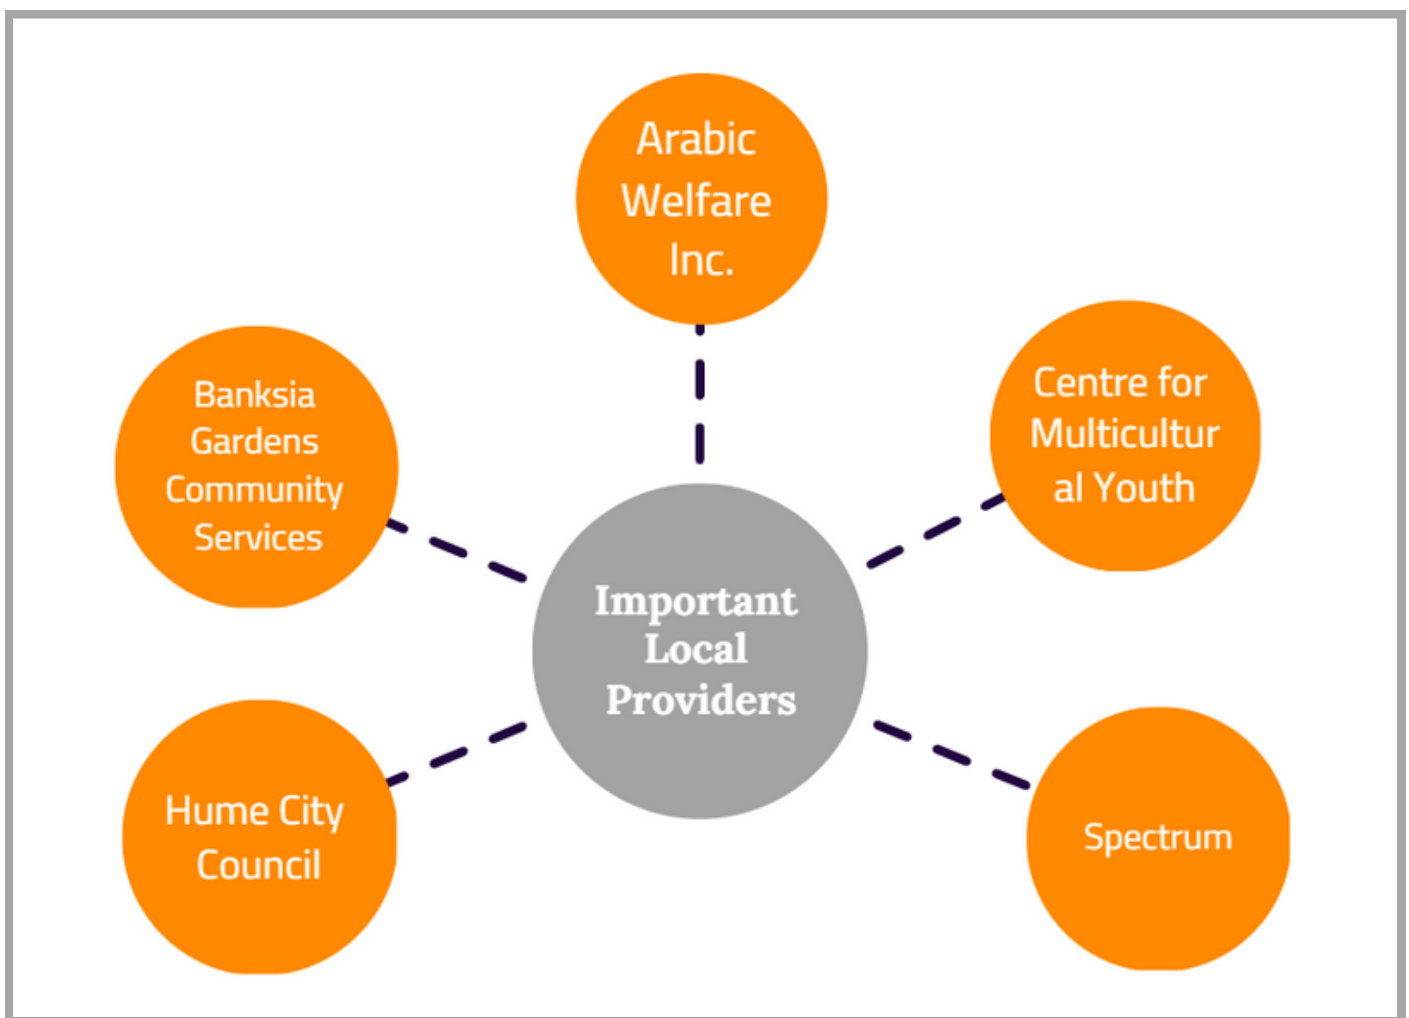 Arabic
Welfare
Inc.
Centre for
Multicultur
al Youth
Banksia
Gardens
Community
Services
Important
Local
Providers
Hume City
Council
Spectrum